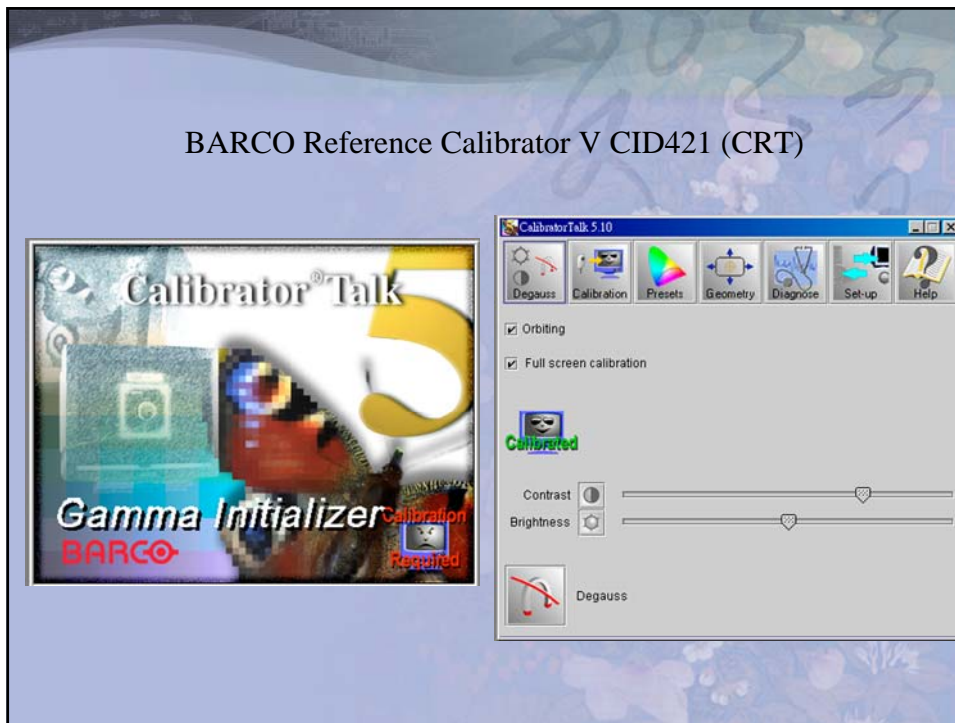 BARCO Reference Calibrator V CID421 (CRT)
Calibrator®Talk
5
Gamma Initializer
BARCO
Calibration
Required
CalibratorTalk 5.10
Degauss Calibration Presets Geometry Diagnose Set-up Help
Orbiting
Full screen calibration
Calibrated
Contrast
Brightness
Degauss